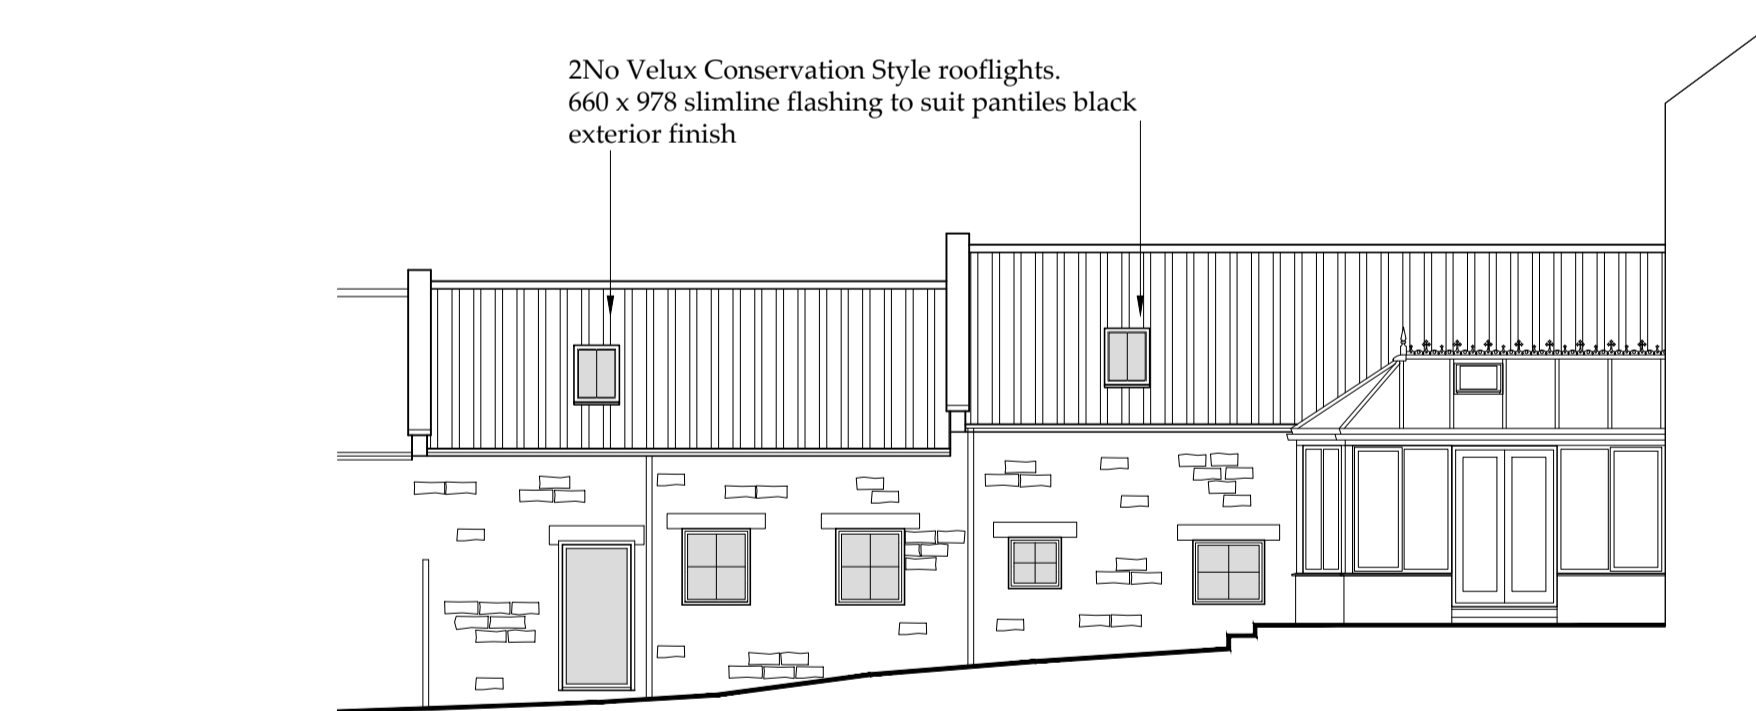 2No Velux Conservation Style rooflights.
660 x 978 slimline flashing to suit pantiles black
exterior finish